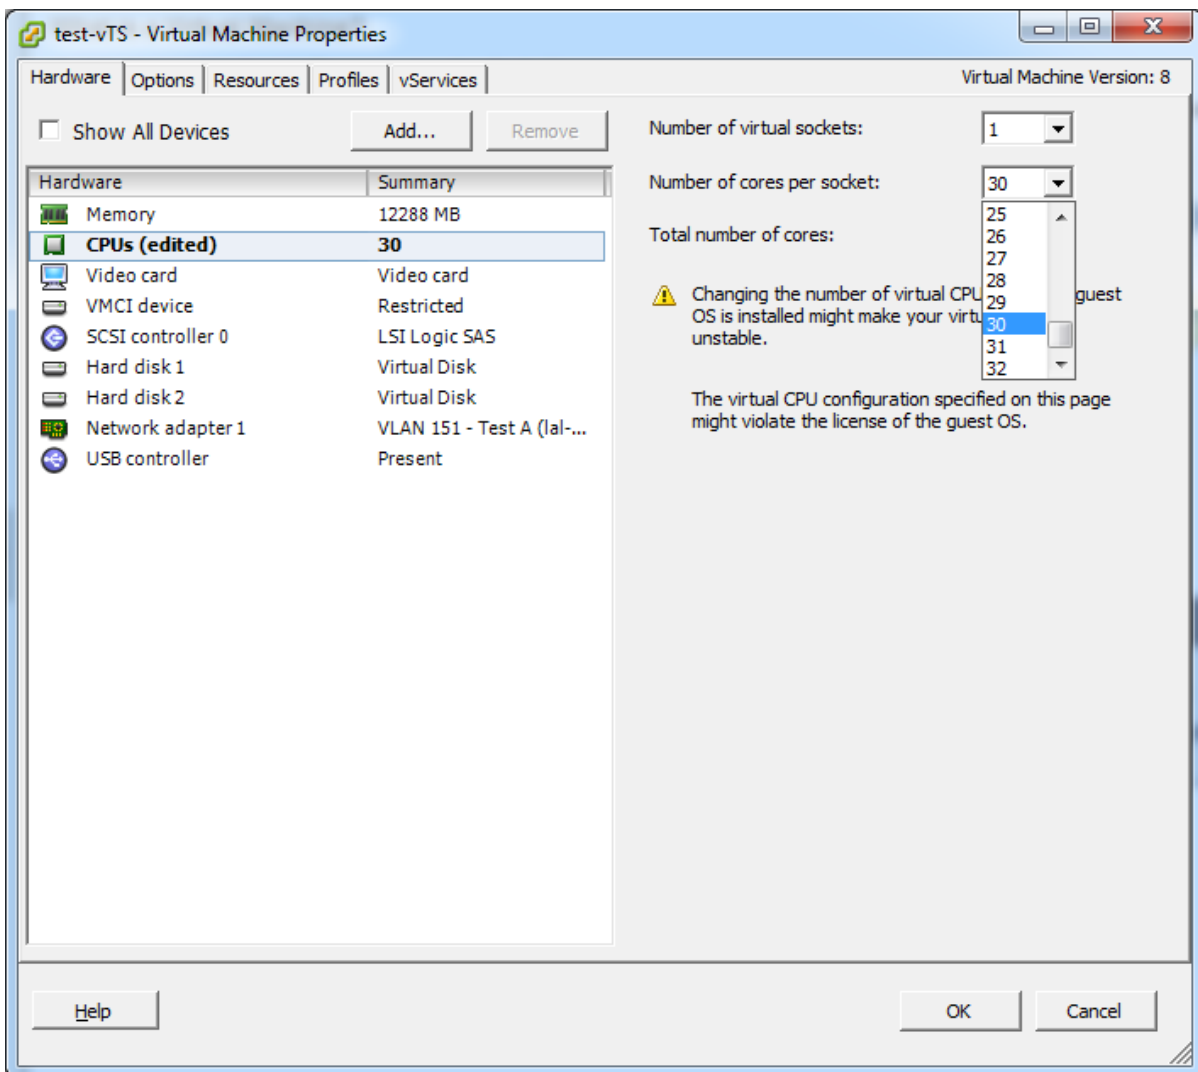 test-vTS - Virtual Machine Properties
Hardware Options Resources Profiles vServices Virtual Machine Version: 8
Show All Devices Add... Remove
Hardware Summary
Memory 12288 MB
CPUs (edited) 30
Video card Video card
VMCI device Restricted
SCSI controller 0 LSI Logic SAS
Hard disk 1 Virtual Disk
Hard disk 2 Virtual Disk
Network adapter 1 VLAN 151 - Test A (lal-...
USB controller Present
Number of virtual sockets: 1
Number of cores per socket: 30
25
26
27
28
29
30
31
32
Total number of cores:
Changing the number of virtual CPU guest
OS is installed might make your virtu
unstable.
The virtual CPU configuration specified on this page
might violate the license of the guest OS.
Help OK Cancel